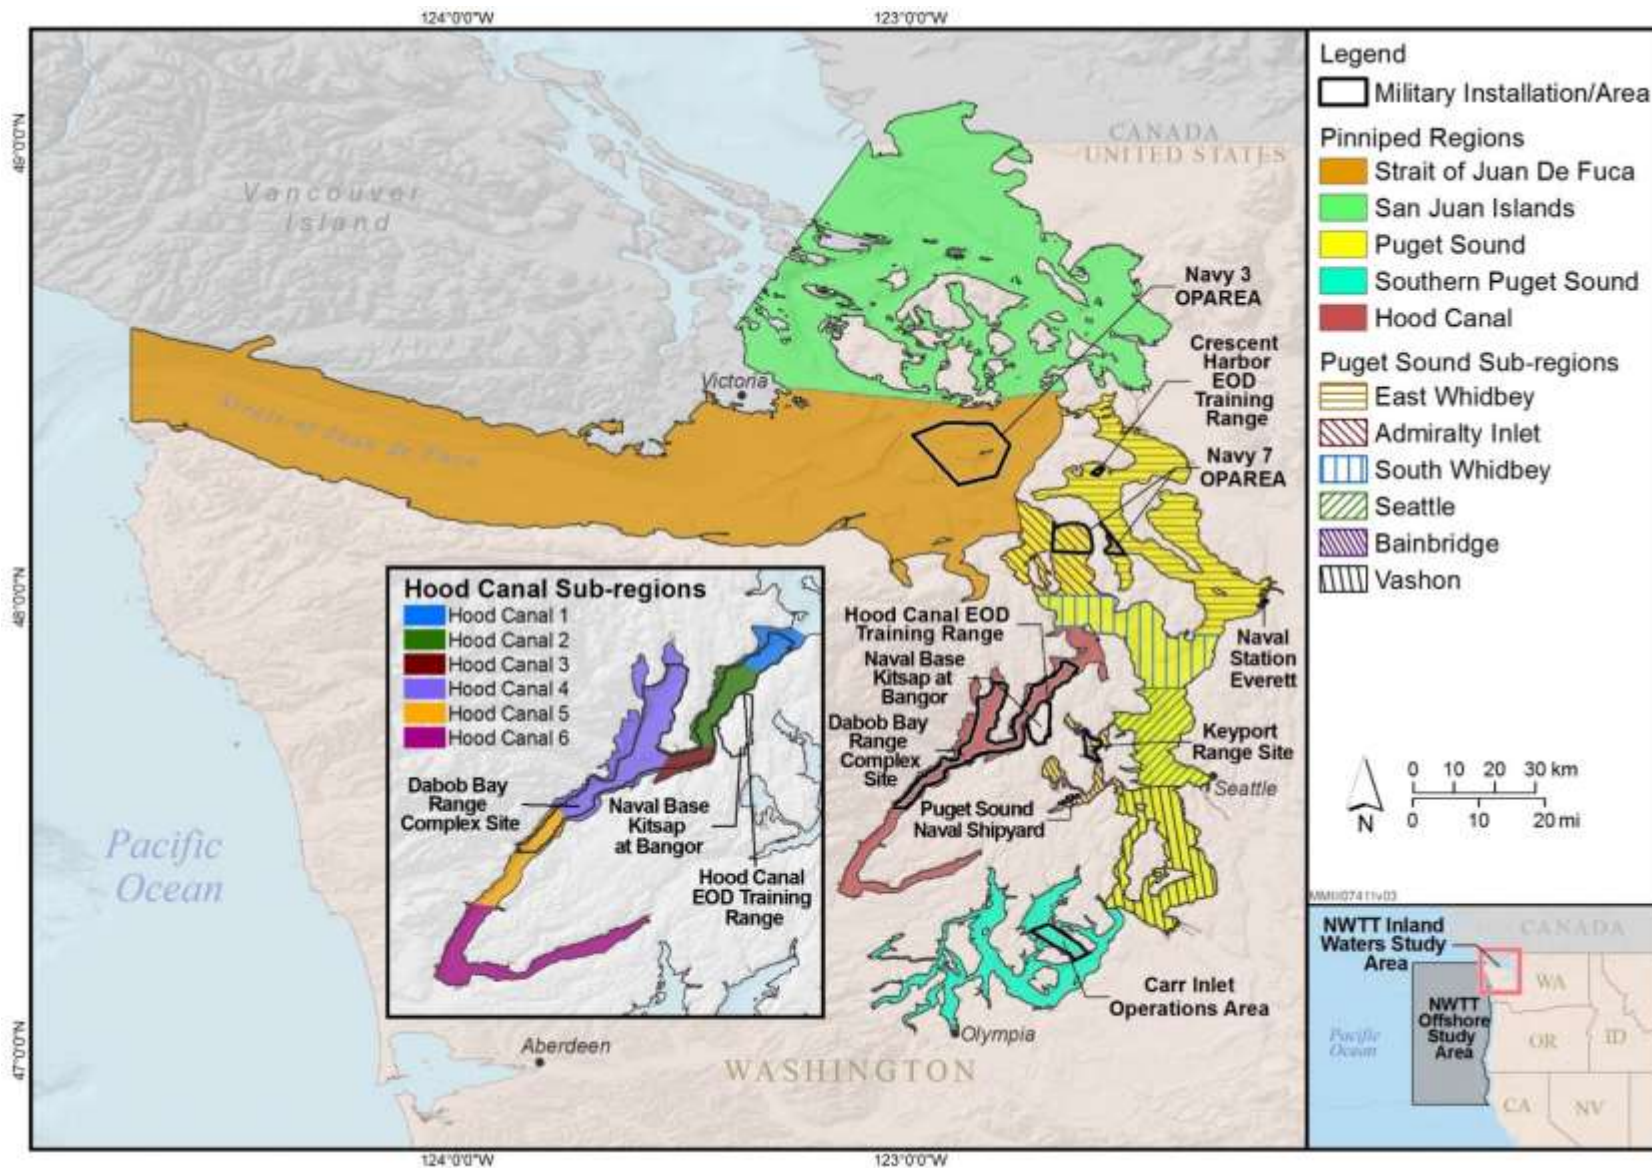 124°0'0"W
123°0'0"W
49°0'0"N
48°0'0"N
47°0'0"N
Vancouver
Island
CANADA
UNITED STATES
Victoria
Strait of Juan de Fuca
Navy 3
OPAREA
Crescent
Harbor
EOD
Training
Range
Navy 7
OPAREA
Hood Canal EOD
Training Range
Naval Base
Kitsap at
Bangor
Dabob Bay
Range
Complex
Site
Naval
Station
Everett
Keyport
Range Site
Seattle
Puget Sound
Naval Shipyard
Carr Inlet
Operations Area
Olympia
Aberdeen
WASHINGTON
Pacific
Ocean
Hood Canal Sub-regions
Hood Canal 1
Hood Canal 2
Hood Canal 3
Hood Canal 4
Hood Canal 5
Hood Canal 6
Dabob Bay
Range
Complex Site
Naval Base
Kitsap
at Bangor
Hood Canal
EOD Training
Range
124°0'0"W
123°0'0"W
Legend
Military Installation/Area
Pinniped Regions
Strait of Juan De Fuca
San Juan Islands
Puget Sound
Southern Puget Sound
Hood Canal
Puget Sound Sub-regions
East Whidbey
Admiralty Inlet
South Whidbey
Seattle
Bainbridge
Vashon
N
0 10 20 30 km
0 10 20 mi
NWTT Inland
Waters Study
Area
CANADA
WA
NWTT
Offshore
Study
Area
Pacific
Ocean
OR
ID
CA
NV